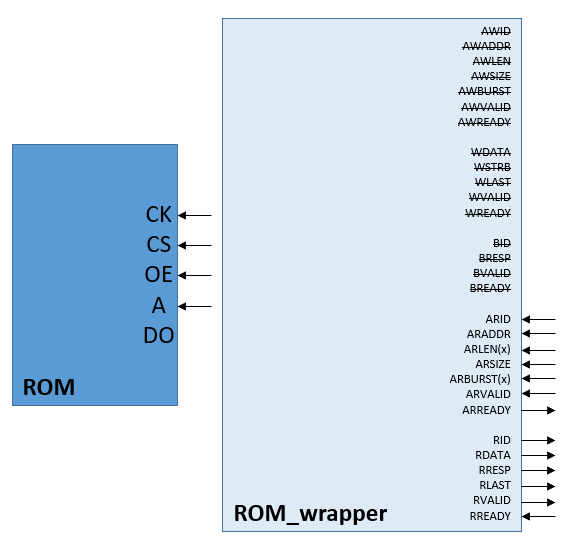 CK
CS
OE
A
DO
ROM
AWID
AWADDR
AWLEN
AWSIZE
AWBURST
AWVALID
AWREADY
WDATA
WSTRB
WLAST
WVALID
WREADY
BID
BRESP
BVALID
BREADY
ARID
ARADDR
ARLEN(x)
ARSIZE
ARBURST(x)
ARVALID
ARREADY
RID
RDATA
RRESP
RLAST
RVALID
RREADY
ROM_wrapper